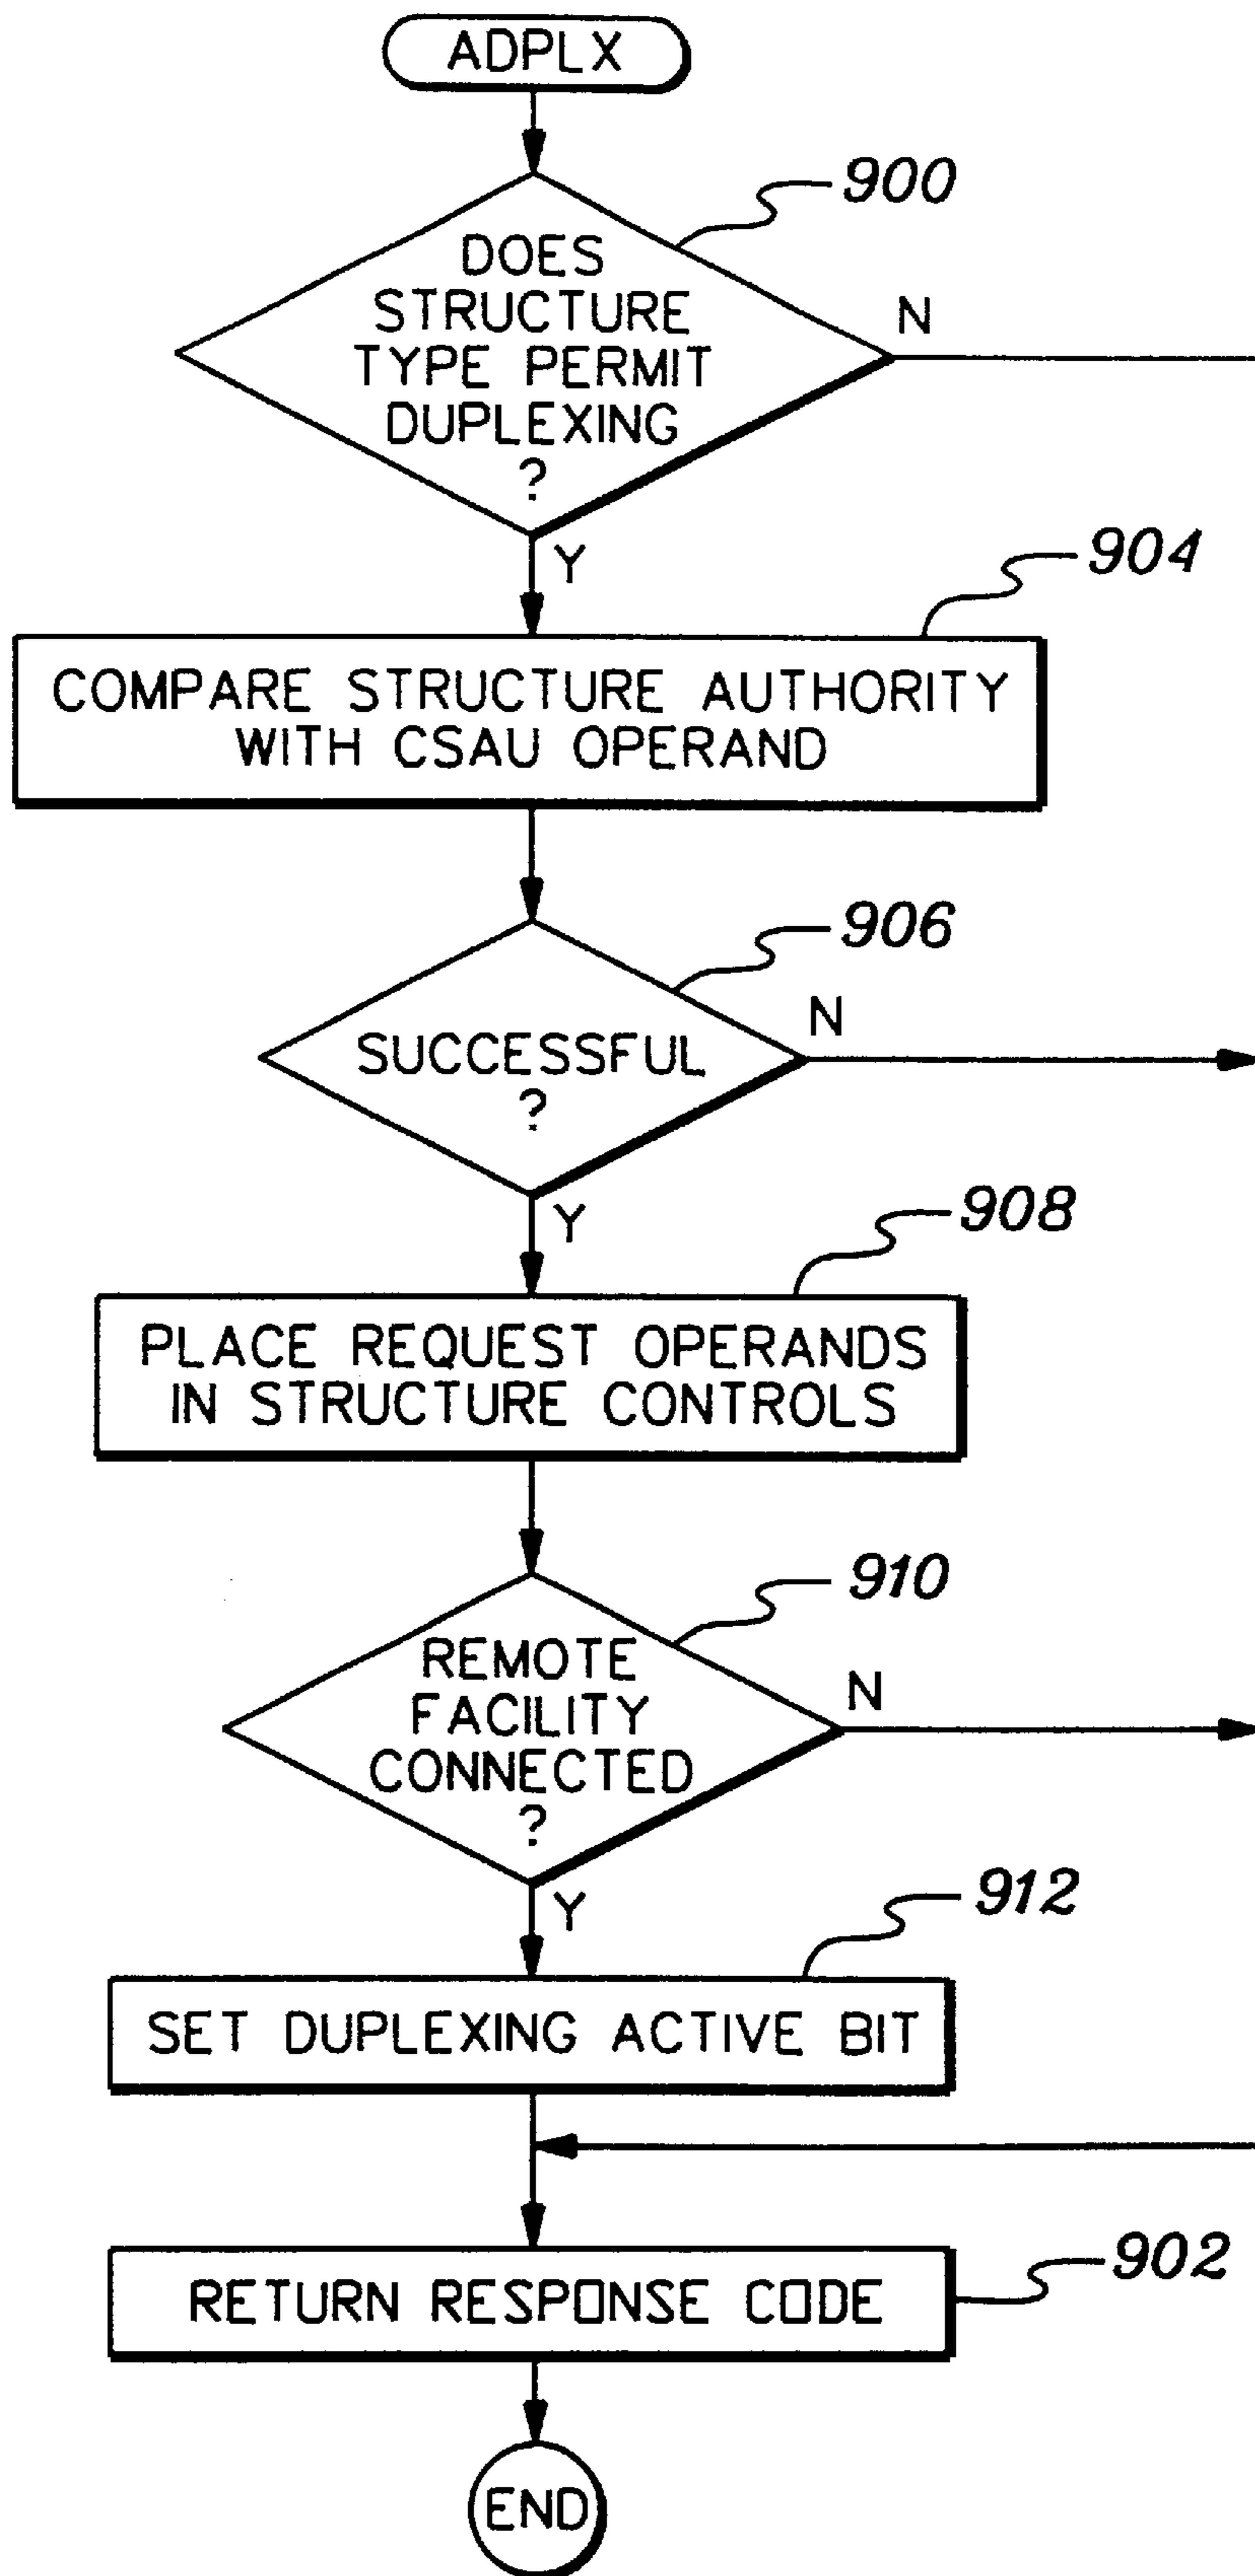 ADPLX
900
DOES
STRUCTURE
TYPE PERMIT
DUPLEXING
?
N
Y
904
COMPARE STRUCTURE AUTHORITY
WITH CSAU OPERAND
906
SUCCESSFUL
?
N
Y
908
PLACE REQUEST OPERANDS
IN STRUCTURE CONTROLS
910
REMOTE
FACILITY
CONNECTED
?
N
Y
912
SET DUPLEXING ACTIVE BIT
902
RETURN RESPONSE CODE
END